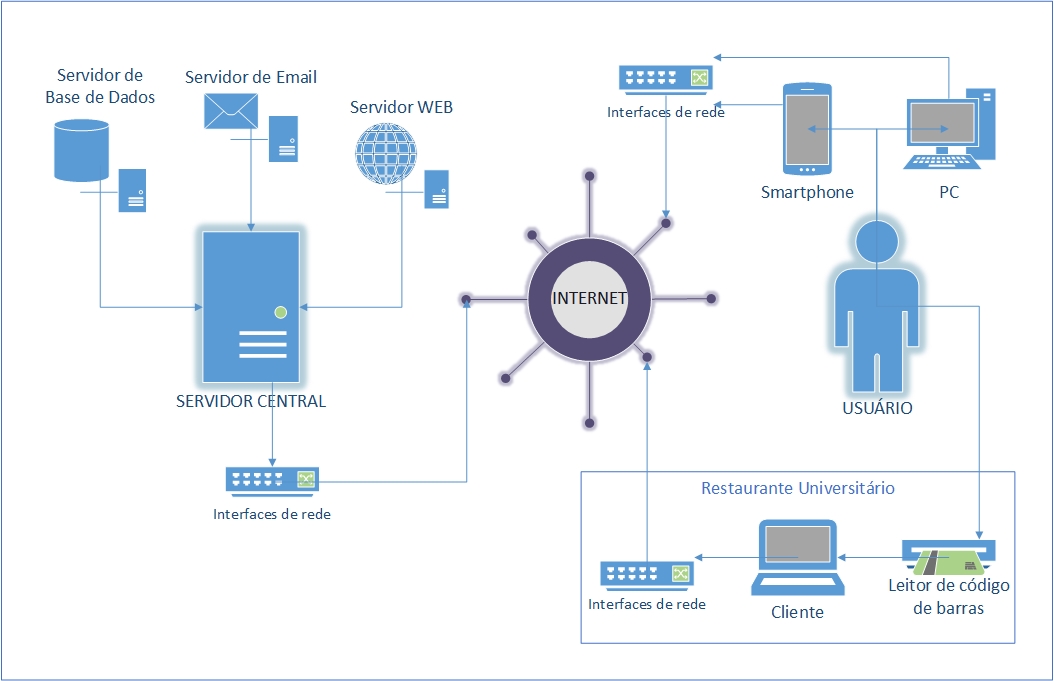 Servidor de
Base de Dados
Servidor de Email
Servidor WEB
Interfaces de rede
Smartphone
PC
INTERNET
SERVIDOR CENTRAL
USUÁRIO
Interfaces de rede
Restaurante Universitário
Interfaces de rede
Cliente
Leitor de código
de barras